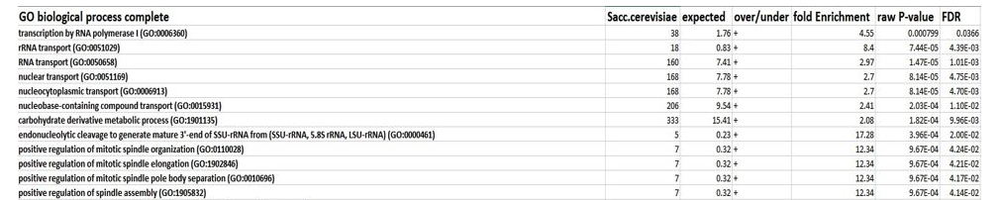 GO biological process complete Sacc.cerevisiae expected over/under fold Enrichment raw P-value FDR
transcription by RNA polymerase I (GO:0006360) 38 1.76 + 4.55 0.000799 0.0366
rRNA transport (GO:0051029) 18 0.83 + 8.4 7.44E-05 4.39E-03
RNA transport (GO:0050658) 160 7.41 + 2.97 1.47E-05 1.01E-03
nuclear transport (GO:0051169) 168 7.78 + 2.7 8.14E-05 4.75E-03
nucleocytoplasmic transport (GO:0006913) 168 7.78 + 2.7 8.14E-05 4.70E-03
nucleobase-containing compound transport (GO:0015931) 206 9.54 + 2.41 2.03E-04 1.10E-02
carbohydrate derivative metabolic process (GO:1901135) 333 15.41 + 2.08 1.82E-04 9.96E-03
endonucleolytic cleavage to generate mature 3'-end of SSU-rRNA from (SSU-rRNA, 5.8S rRNA, LSU-rRNA) (GO:0000461) 5 0.23 + 17.28 3.96E-04 2.00E-02
positive regulation of mitotic spindle organization (GO:0110028) 7 0.32 + 12.34 9.67E-04 4.24E-02
positive regulation of mitotic spindle elongation (GO:1902846) 7 0.32 + 12.34 9.67E-04 4.21E-02
positive regulation of mitotic spindle pole body separation (GO:0010696) 7 0.32 + 12.34 9.67E-04 4.17E-02
positive regulation of spindle assembly (GO:1905832) 7 0.32 + 12.34 9.67E-04 4.14E-02